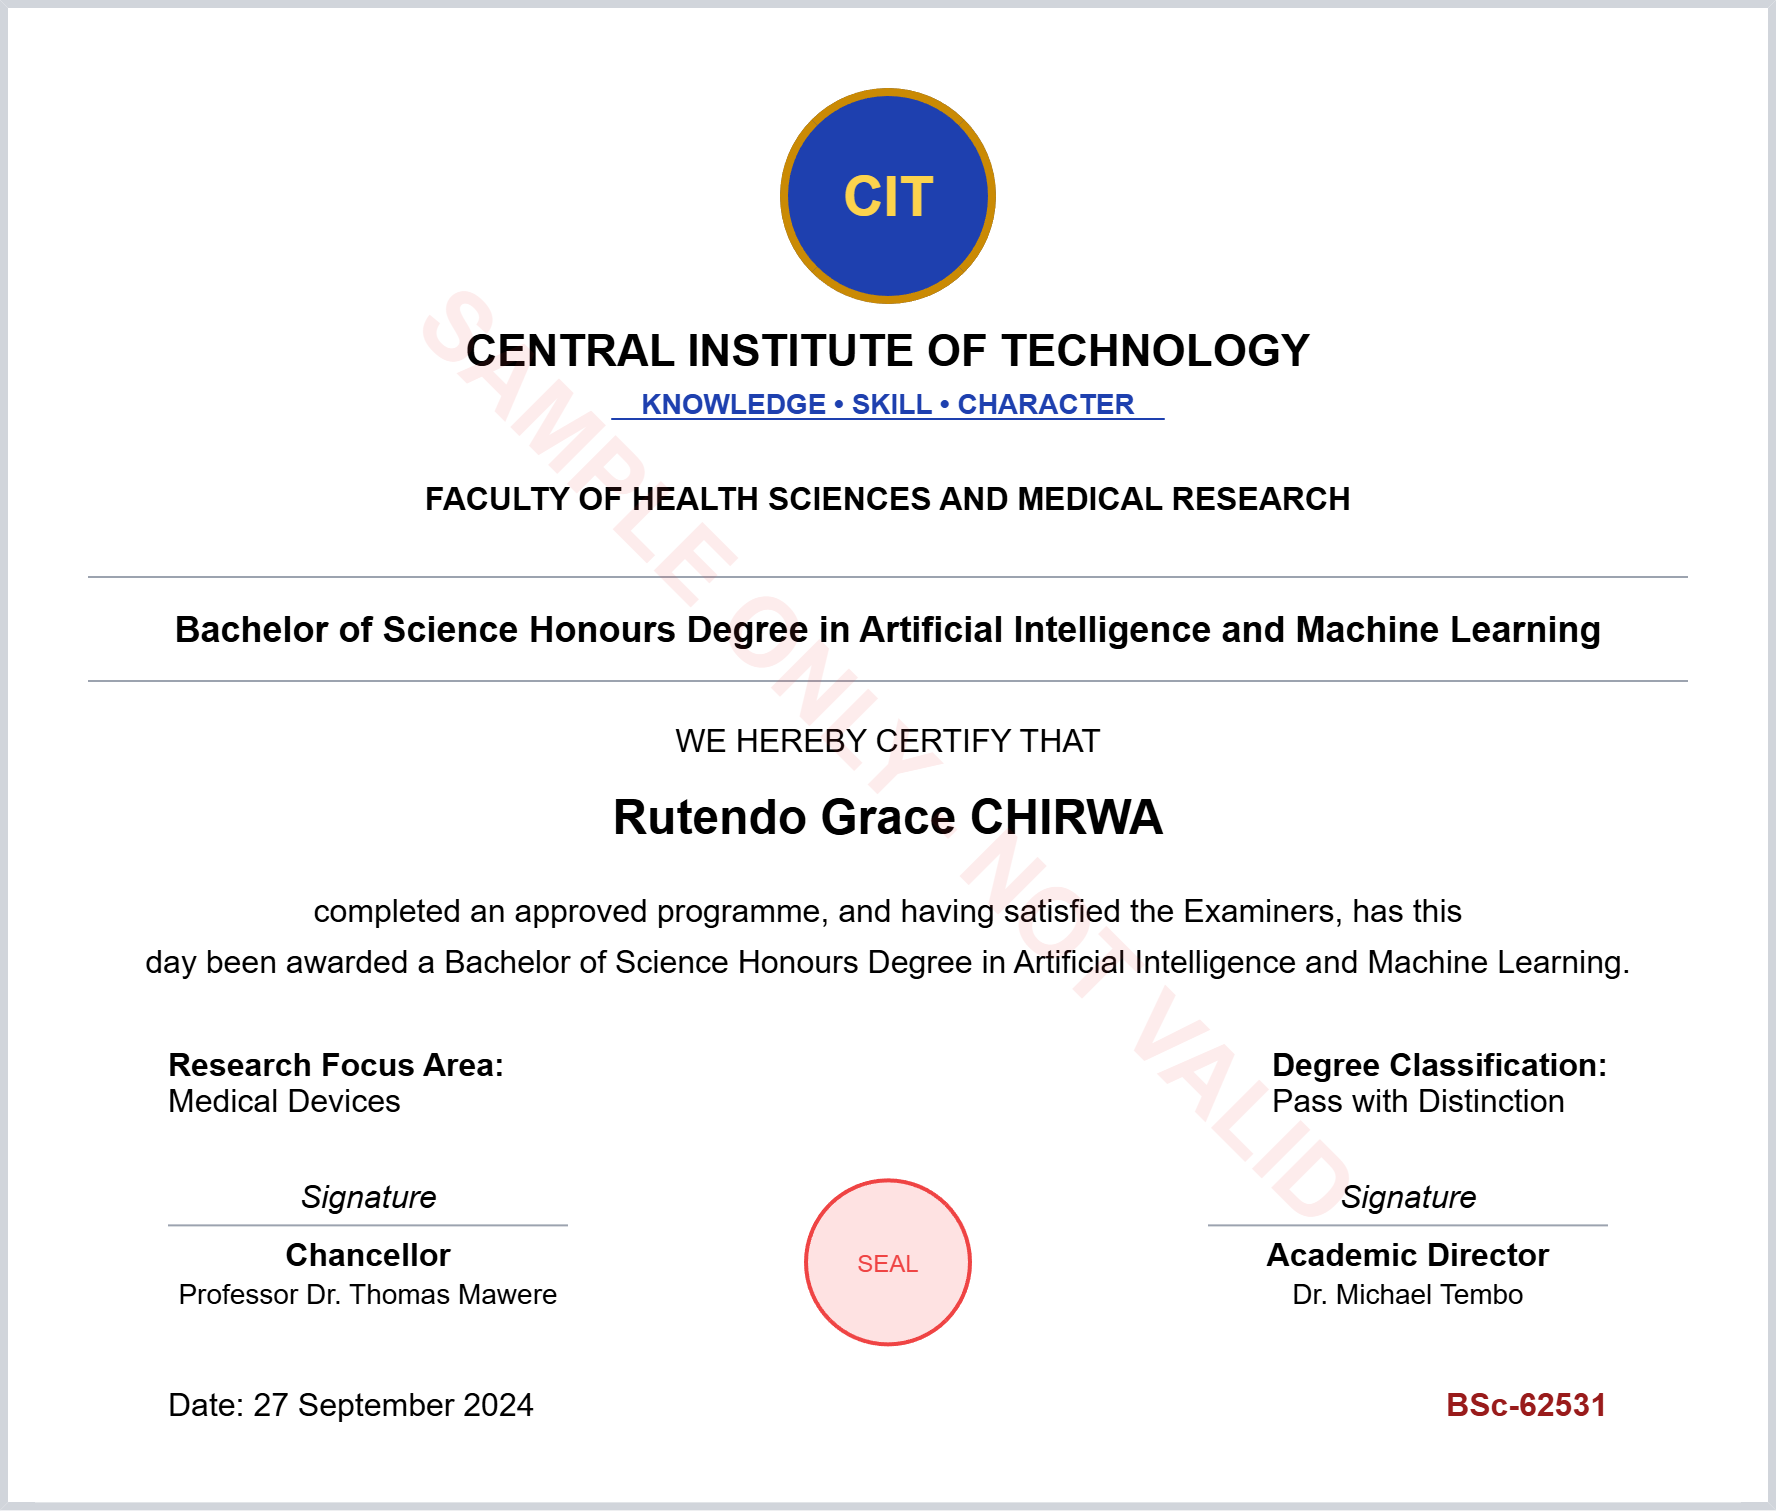 CIT
CENTRAL INSTITUTE OF TECHNOLOGY
KNOWLEDGE • SKILL • CHARACTER
FACULTY OF HEALTH SCIENCES AND MEDICAL RESEARCH
Bachelor of Science Honours Degree in Artificial Intelligence and Machine Learning
WE HEREBY CERTIFY THAT
Rutendo Grace CHIRWA
completed an approved programme, and having satisfied the Examiners, has this
day been awarded a Bachelor of Science Honours Degree in Artificial Intelligence and Machine Learning.
Research Focus Area:
Medical Devices
Degree Classification:
Pass with Distinction
Signature
Chancellor
Professor Dr. Thomas Mawere
SEAL
Signature
Academic Director
Dr. Michael Tembo
Date: 27 September 2024
BSc-62531
SAMPLE ONLY - NOT VALID